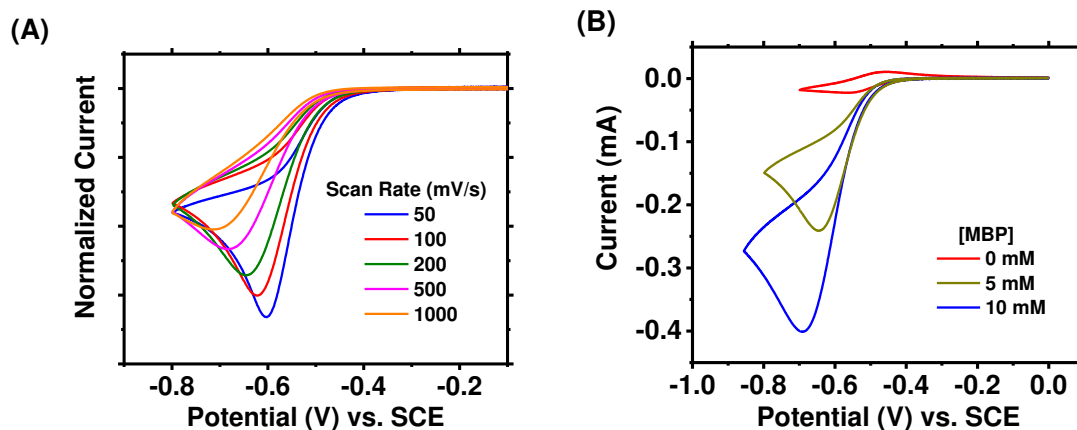 (A)
Normalized Current
Scan Rate (mV/s)
50
100
200
500
1000
-0.8
-0.6
-0.4
-0.2
Potential (V) vs. SCE
(B)
Current (mA)
0.0
-0.1
-0.2
-0.3
-0.4
[MBP]
0 mM
5 mM
10 mM
-1.0
-0.8
-0.6
-0.4
-0.2
0.0
Potential (V) vs. SCE